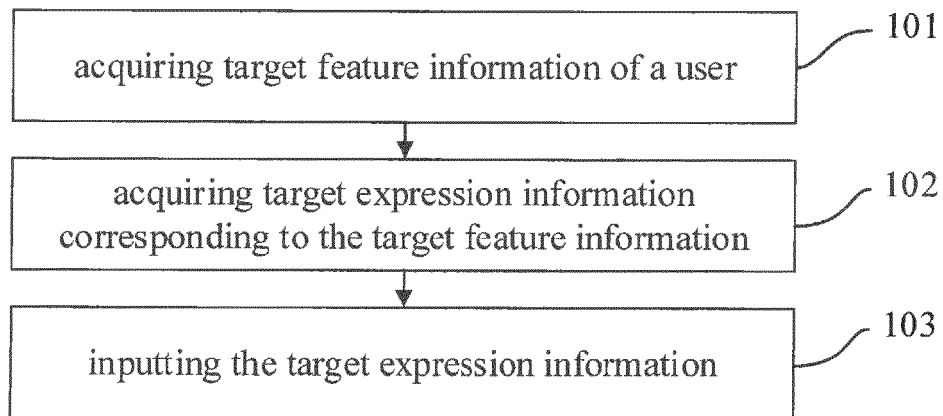 acquiring target feature information of a user
101
acquiring target expression information
corresponding to the target feature information
102
inputting the target expression information
103